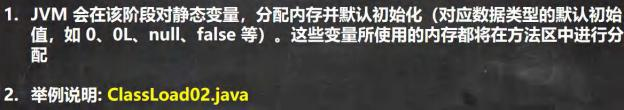 1. JVM 会在该阶段对静态变量，分配内存并默认初始化（对应数据类型的默认初始
值，如 0、0L、null、false 等）。这些变量所使用的内存都将在方法区中进行分
配
2. 举例说明: ClassLoad02.java